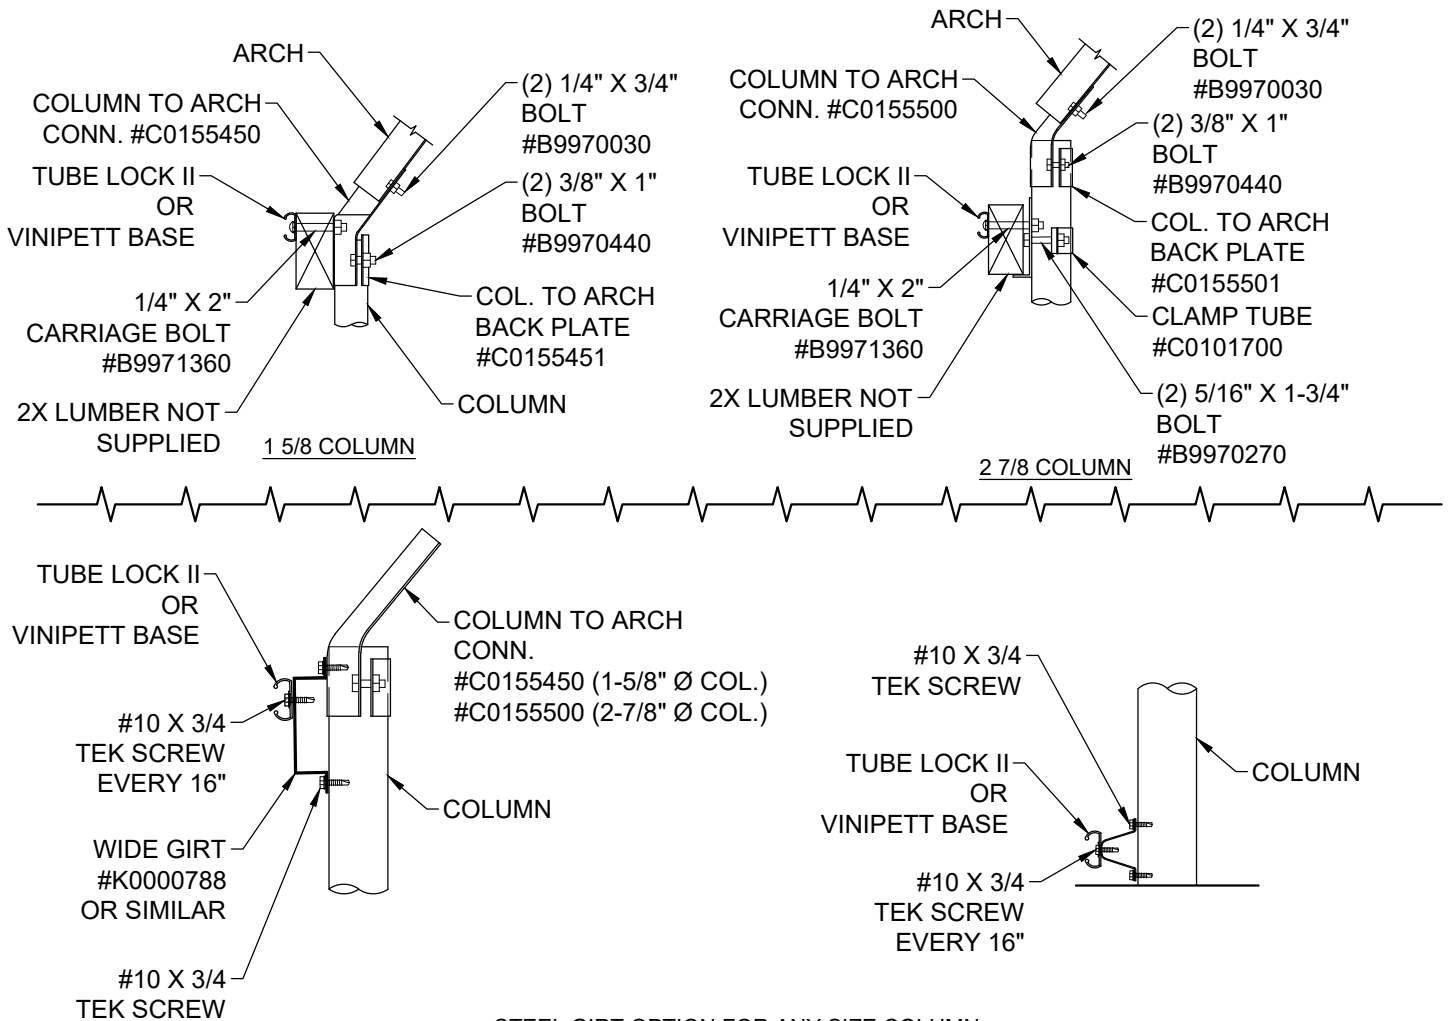 ARCH
COLUMN TO ARCH
CONN. #C0155450
TUBE LOCK II
OR
VINIPETT BASE
1/4" X 2"
CARRIAGE BOLT
#B9971360
2X LUMBER NOT
SUPPLIED
(2) 1/4" X 3/4"
BOLT
#B9970030
(2) 3/8" X 1"
BOLT
#B9970440
COL. TO ARCH
BACK PLATE
#C0155451
COLUMN
1 5/8 COLUMN
ARCH
COLUMN TO ARCH
CONN. #C0155500
TUBE LOCK II
OR
VINIPETT BASE
1/4" X 2"
CARRIAGE BOLT
#B9971360
2X LUMBER NOT
SUPPLIED
(2) 1/4" X 3/4"
BOLT
#B9970030
(2) 3/8" X 1"
BOLT
#B9970440
COL. TO ARCH
BACK PLATE
#C0155501
CLAMP TUBE
#C0101700
(2) 5/16" X 1-3/4"
BOLT
#B9970270
2 7/8 COLUMN
TUBE LOCK II
OR
VINIPETT BASE
#10 X 3/4
TEK SCREW
EVERY 16"
WIDE GIRT
#K0000788
OR SIMILAR
#10 X 3/4
TEK SCREW
COLUMN TO ARCH
CONN.
#C0155450 (1-5/8" Ø COL.)
#C0155500 (2-7/8" Ø COL.)
COLUMN
#10 X 3/4
TEK SCREW
TUBE LOCK II
OR
VINIPETT BASE
#10 X 3/4
TEK SCREW
EVERY 16"
COLUMN
STEEL GIRT OPTION FOR ANY SIZE COLUMN